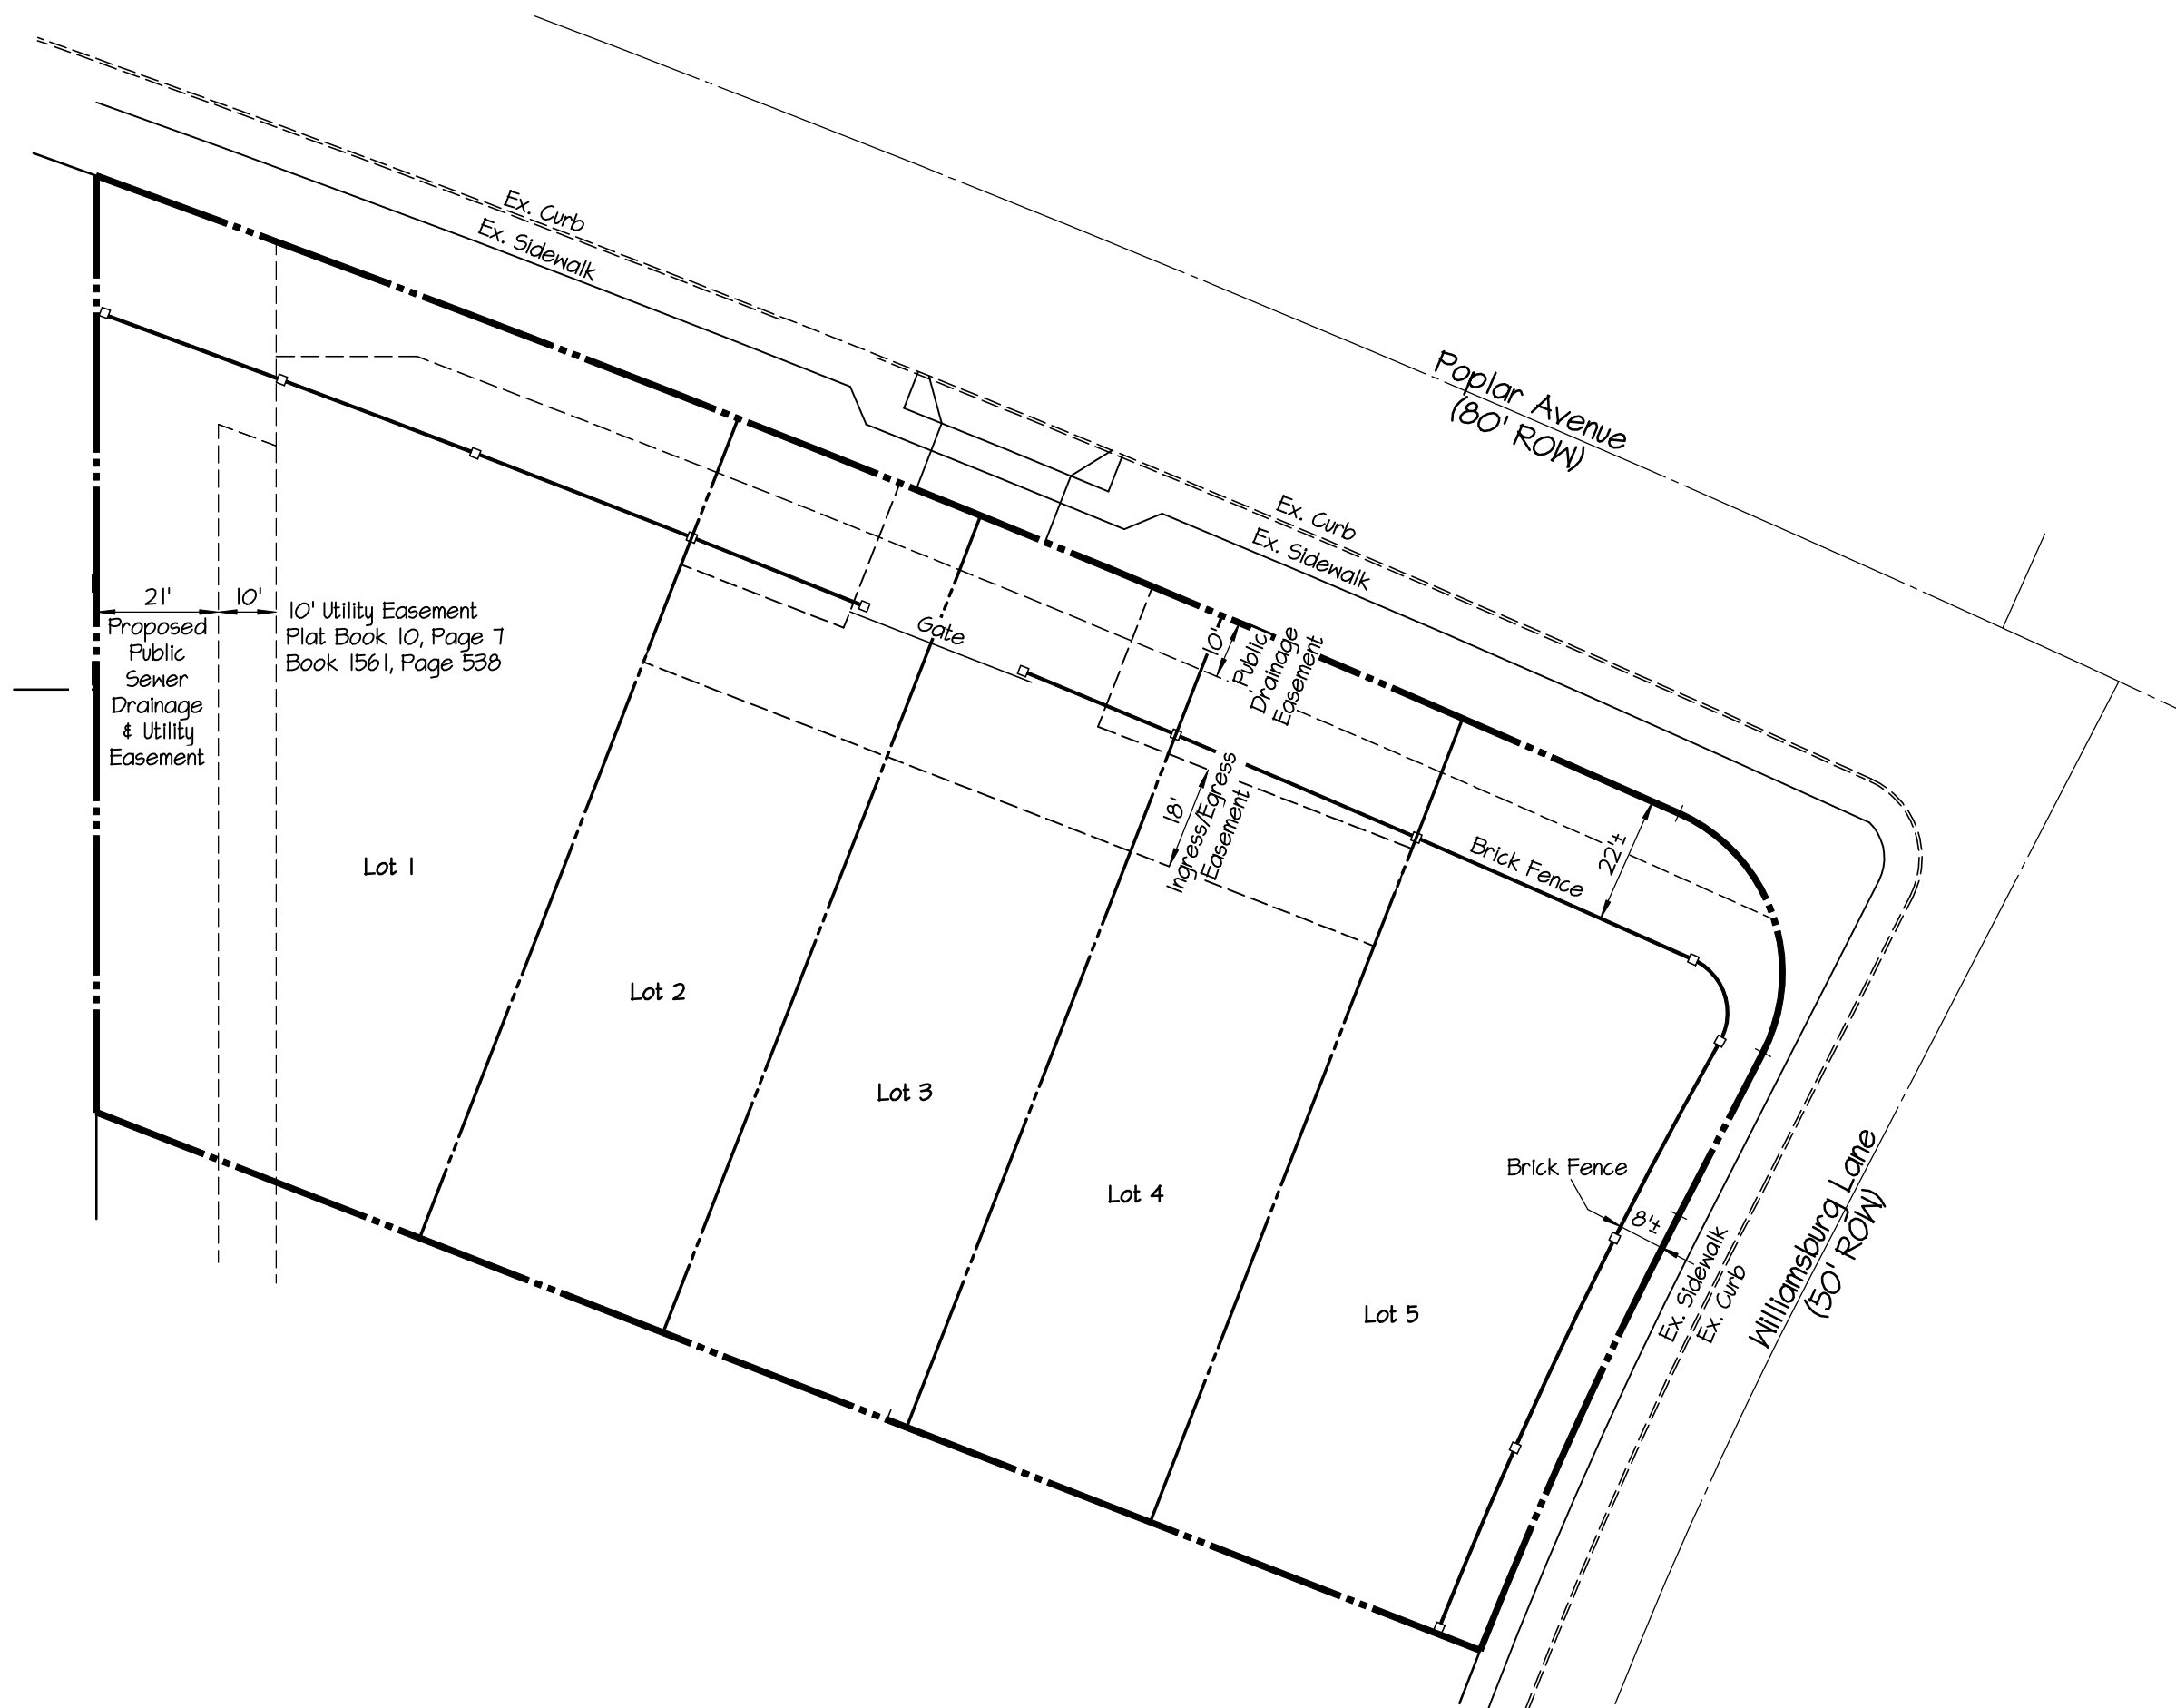 Ex. Curb
Ex. Sidewalk
Poplar Avenue
(80' ROW)
Ex. Curb
Ex. Sidewalk
21'
10'
10' Utility Easement
Plat Book 10, Page 7
Book 1561, Page 538
Proposed
Public
Sewer
Drainage
& Utility
Easement
Gate
10'
Public
Drainage
Easement
18'
Ingress/Egress
Easement
Brick Fence
22'±
Lot 1
Lot 2
Lot 3
Lot 4
Lot 5
Brick Fence
8'±
Ex. Sidewalk
Ex. Curb
Williamsburg Lane
(50' ROW)